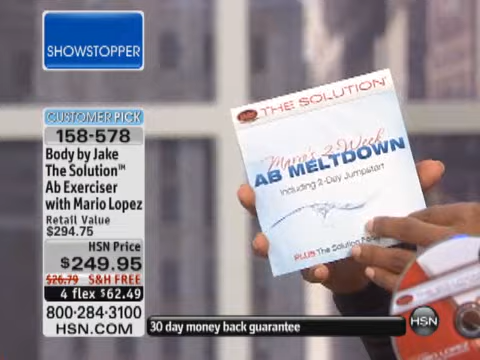 SHOWSTOPPER
CUSTOMER PICK
158-578
Body by Jake
The Solution™
Ab Exerciser
with Mario Lopez
Retail Value
$294.75
HSN Price
$249.95
$26.79 S&H FREE
4 flex $62.49
800·284·3100
HSN.COM
THE SOLUTION
Mario's 2-Week
AB MELTDOWN
Including 2-Day Jumpstart
PLUS The Solution
30 day money back guarantee
HSN